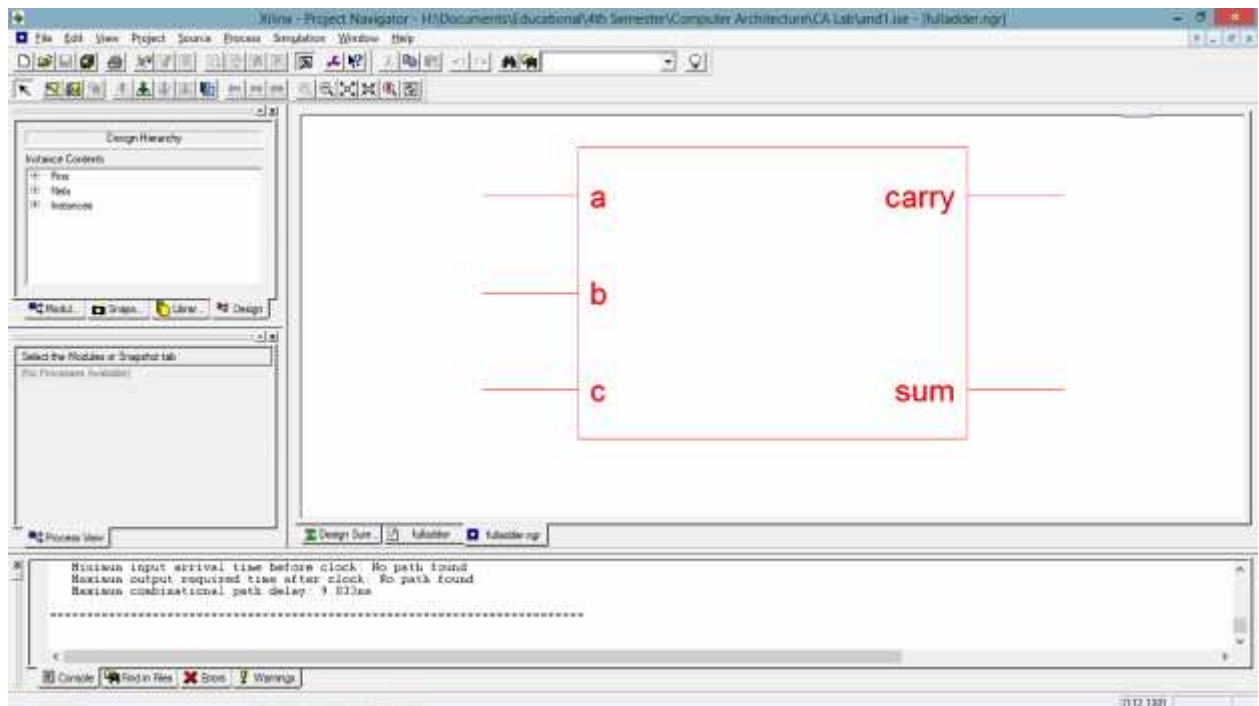 Xilinx - Project Navigator - H:\Documents\Educational\4th Semester\Computer Architecture\CA Lab\and1.ise - [fulladder.ngr]
File Edit View Project Source Process Simulation Window Help
Design Hierarchy
Instance Contents
Pins
Nets
Instances
Modul...
Snaps...
Librar...
Design
Select the Modules or Snapshot tab
(No Processes Available)
Process View
a
carry
b
c
sum
Design Sum...
fulladder
fulladder.ngr
Minimum input arrival time before clock: No path found
Maximum output required time after clock: No path found
Maximum combinational path delay:
Console
Find in Files
Errors
Warnings